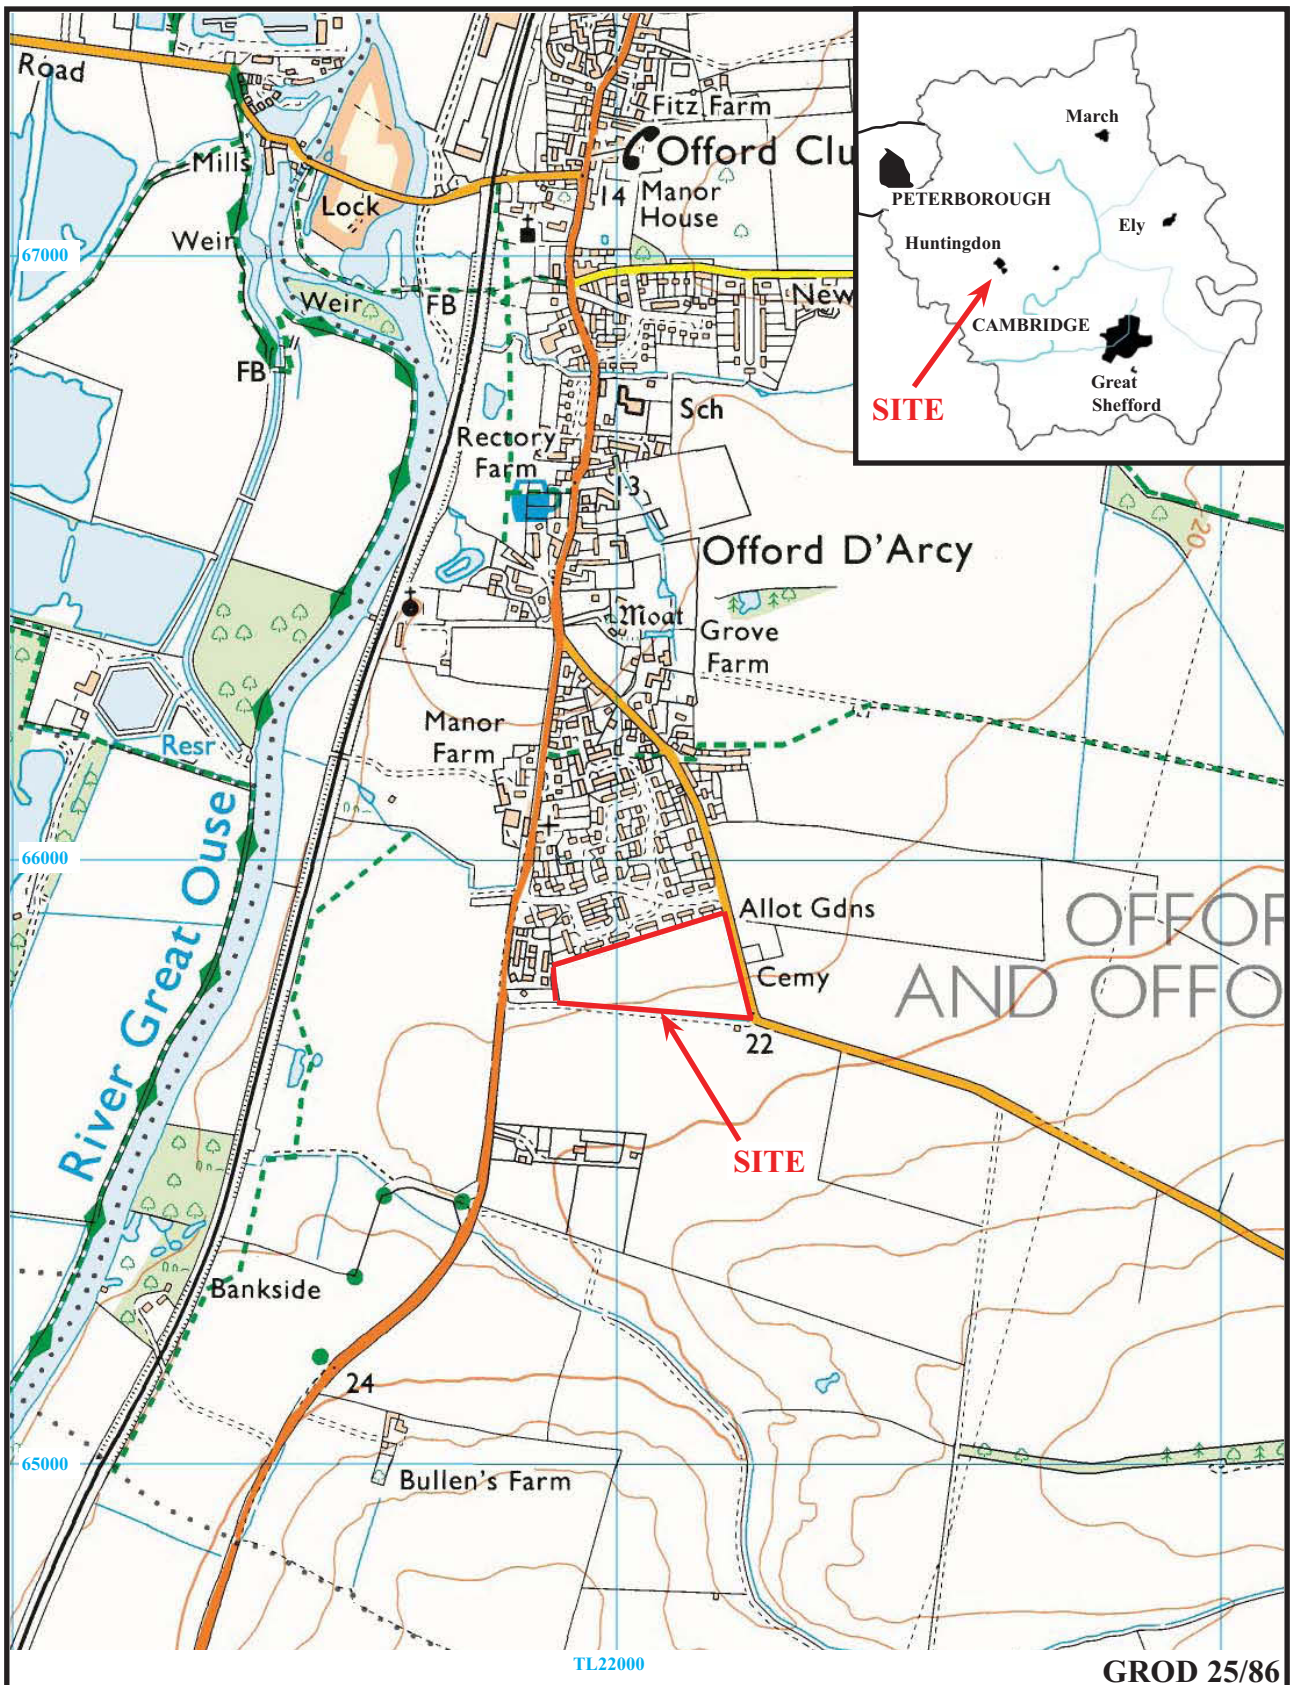 Road
Fitz Farm
Offord Clu
Mills
Lock
14
Manor
House
Weir
67000
Weir
FB
New
FB
Sch
Rectory
Farm
13
Offord D'Arcy
Moat
Grove
Farm
Manor
Farm
Resr
River Great Ouse
66000
Allot Gdns
OFFOR
AND OFFO
Cemy
22
SITE
Bankside
24
65000
Bullen's Farm
20
TL22000
GROD 25/86
March
PETERBOROUGH
Ely
Huntingdon
CAMBRIDGE
Great
Shefford
SITE